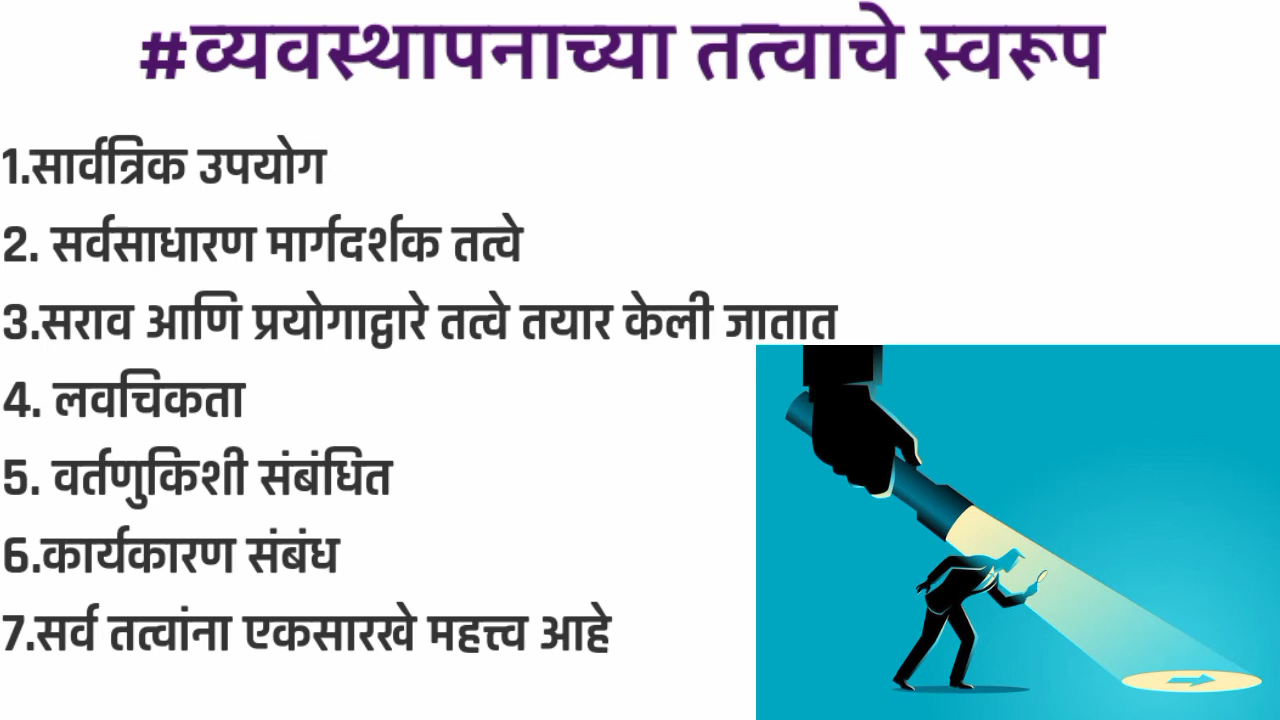 #व्यवस्थापनाच्या तत्वाचे स्वरूप
1.सार्वत्रिक उपयोग
2. सर्वसाधारण मार्गदर्शक तत्वे
3.सराव आणि प्रयोगाद्वारे तत्वे तयार केली जातात
4. लवचिकता
5. वर्तणुकिशी संबंधित
6.कार्यकारण संबंध
7.सर्व तत्वांना एकसारखे महत्त्व आहे